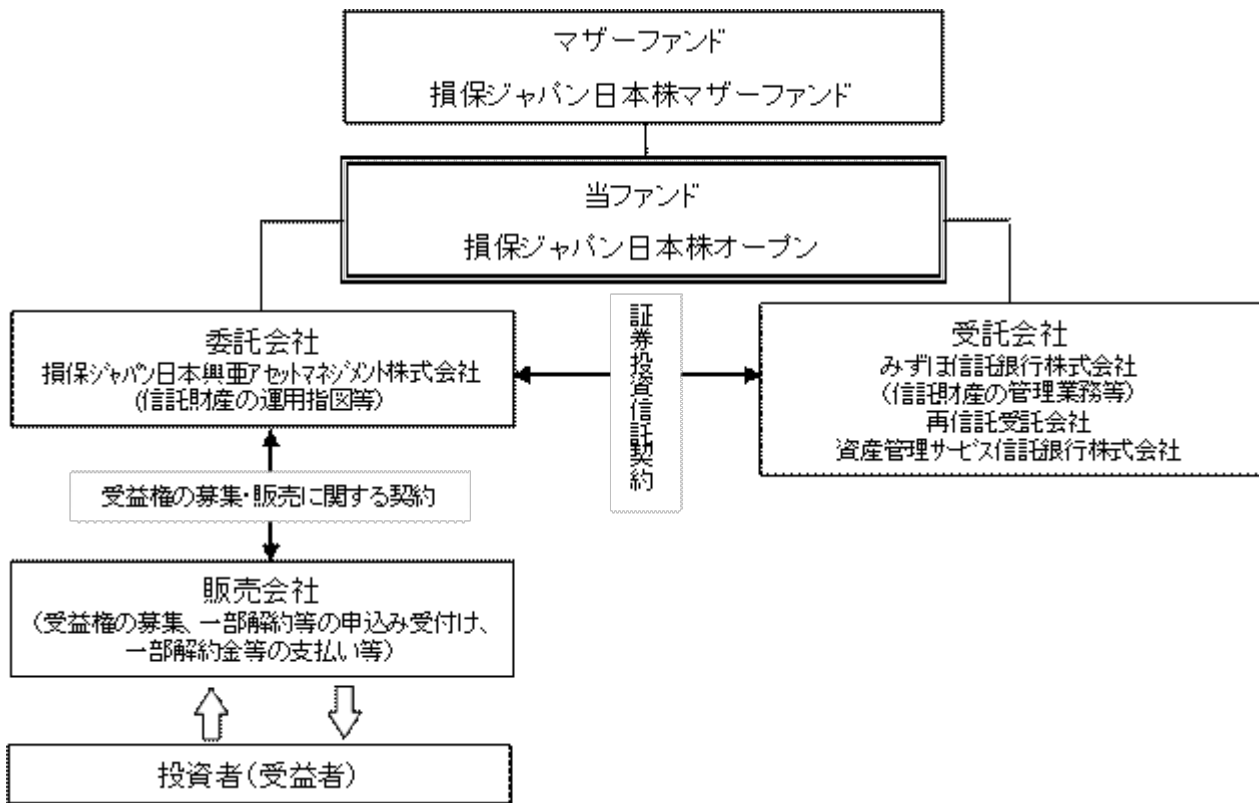 マザーファンド
損保ジャパン日本株マザーファンド
当ファンド
損保ジャパン日本株オープン
委託会社
損保ジャパン日本興亜アセットマネジメント株式会社
(信託財産の運用指図等)
証券投資信託契約
受託会社
みずほ信託銀行株式会社
(信託財産の管理業務等)
再信託受託会社
資産管理サービス信託銀行株式会社
受益権の募集・販売に関する契約
販売会社
(受益権の募集、一部解約等の申込み受付け、
一部解約金等の支払い等)
投資者(受益者)